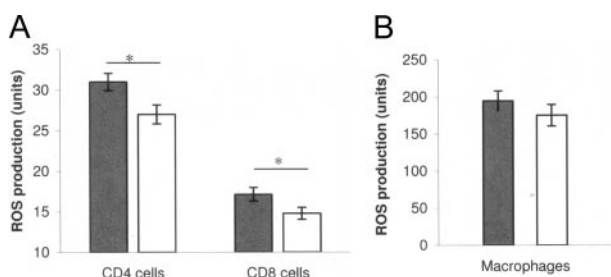 A
ROS production (units)
35
30
25
20
15
10
*
*
CD4 cells
CD8 cells
B
ROS production (units)
250
200
150
100
50
0
Macrophages